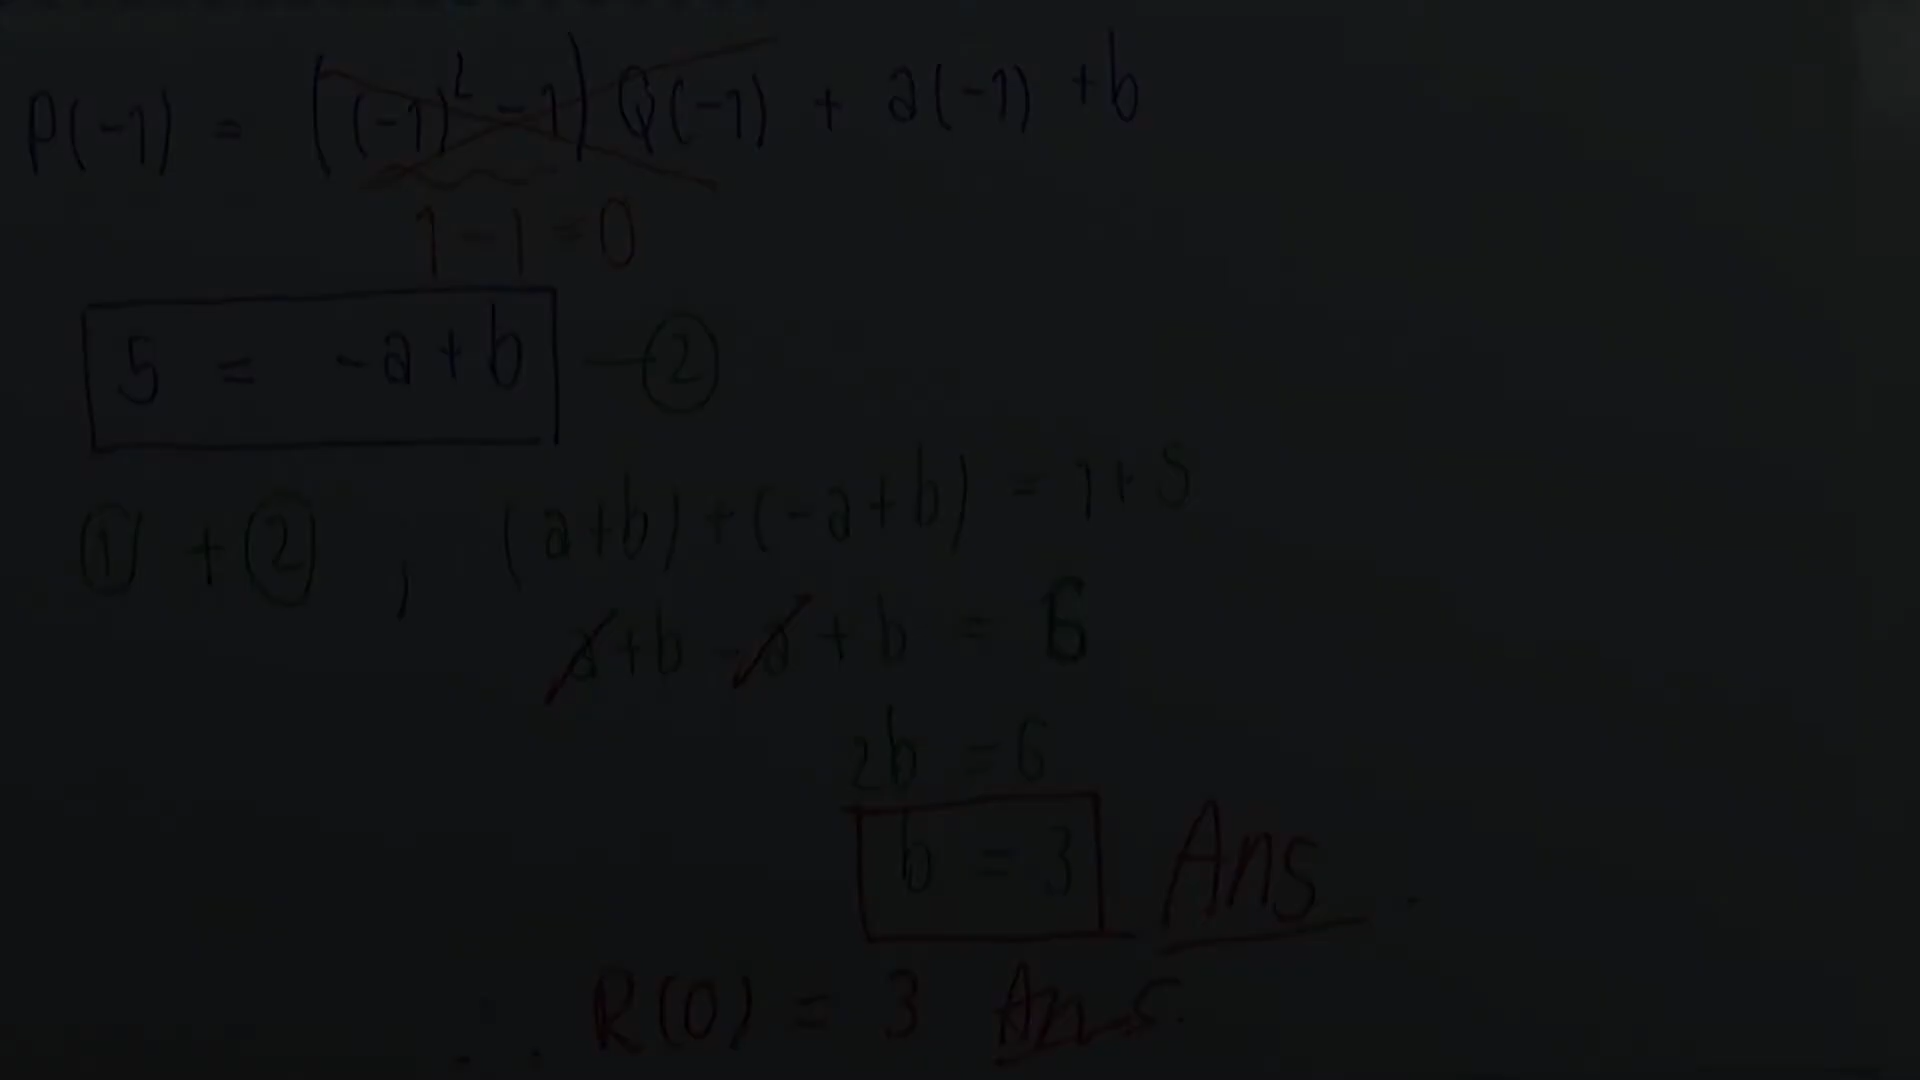 P(-1) = ((-1)² - 1) Q(-1) + a(-1) + b
1 - 1 = 0
5 = -a + b — ②
① + ② , (a+b) + (-a+b) = 1+5
a+b - a + b = 6
2b = 6
b = 3 Ans
∴ R(0) = 3 Ans